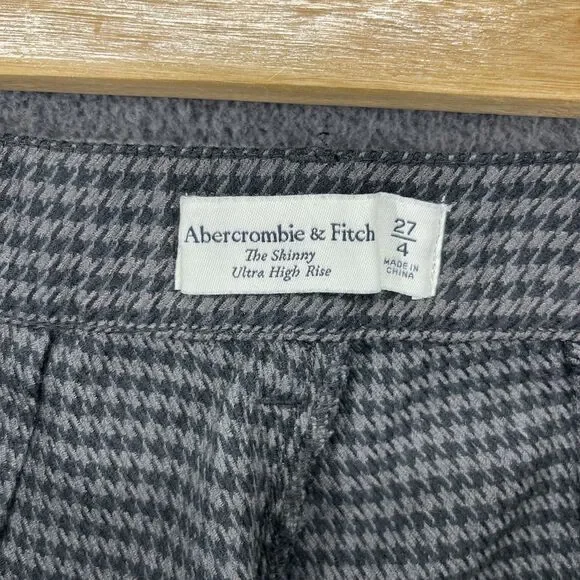 Abercrombie & Fitch
The Skinny
Ultra High Rise
27
4
MADE IN
CHINA